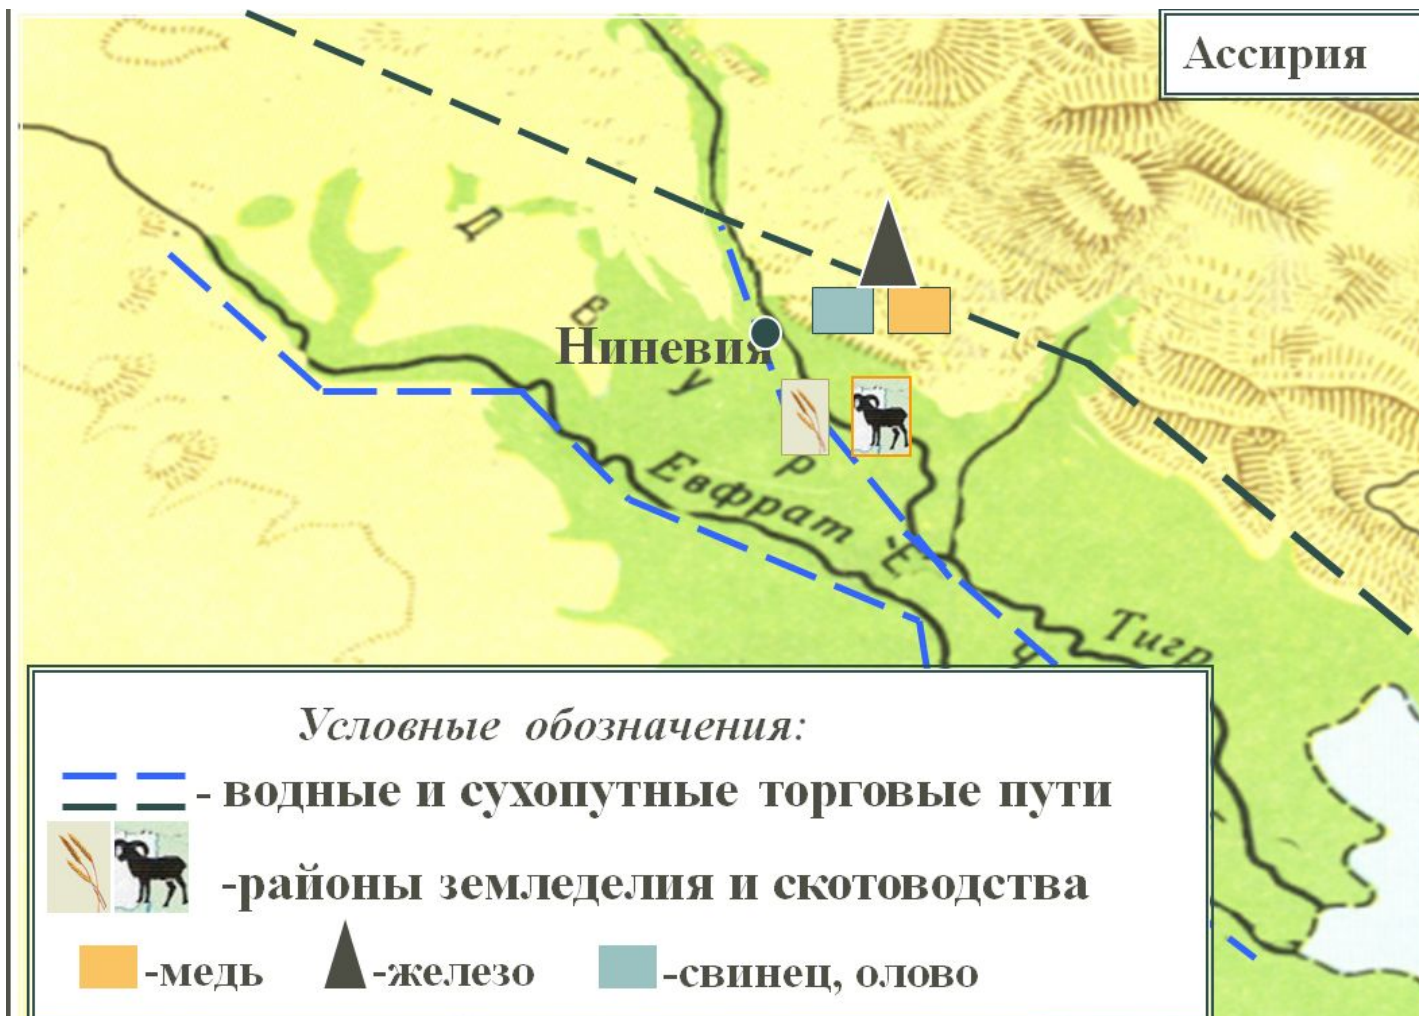 Ассирия
Д
В
У
Р
Е
Ч
Ниневия
Евфрат
Тигр
Условные обозначения:
- водные и сухопутные торговые пути
-районы земледелия и скотоводства
-медь -железо -свинец, олово